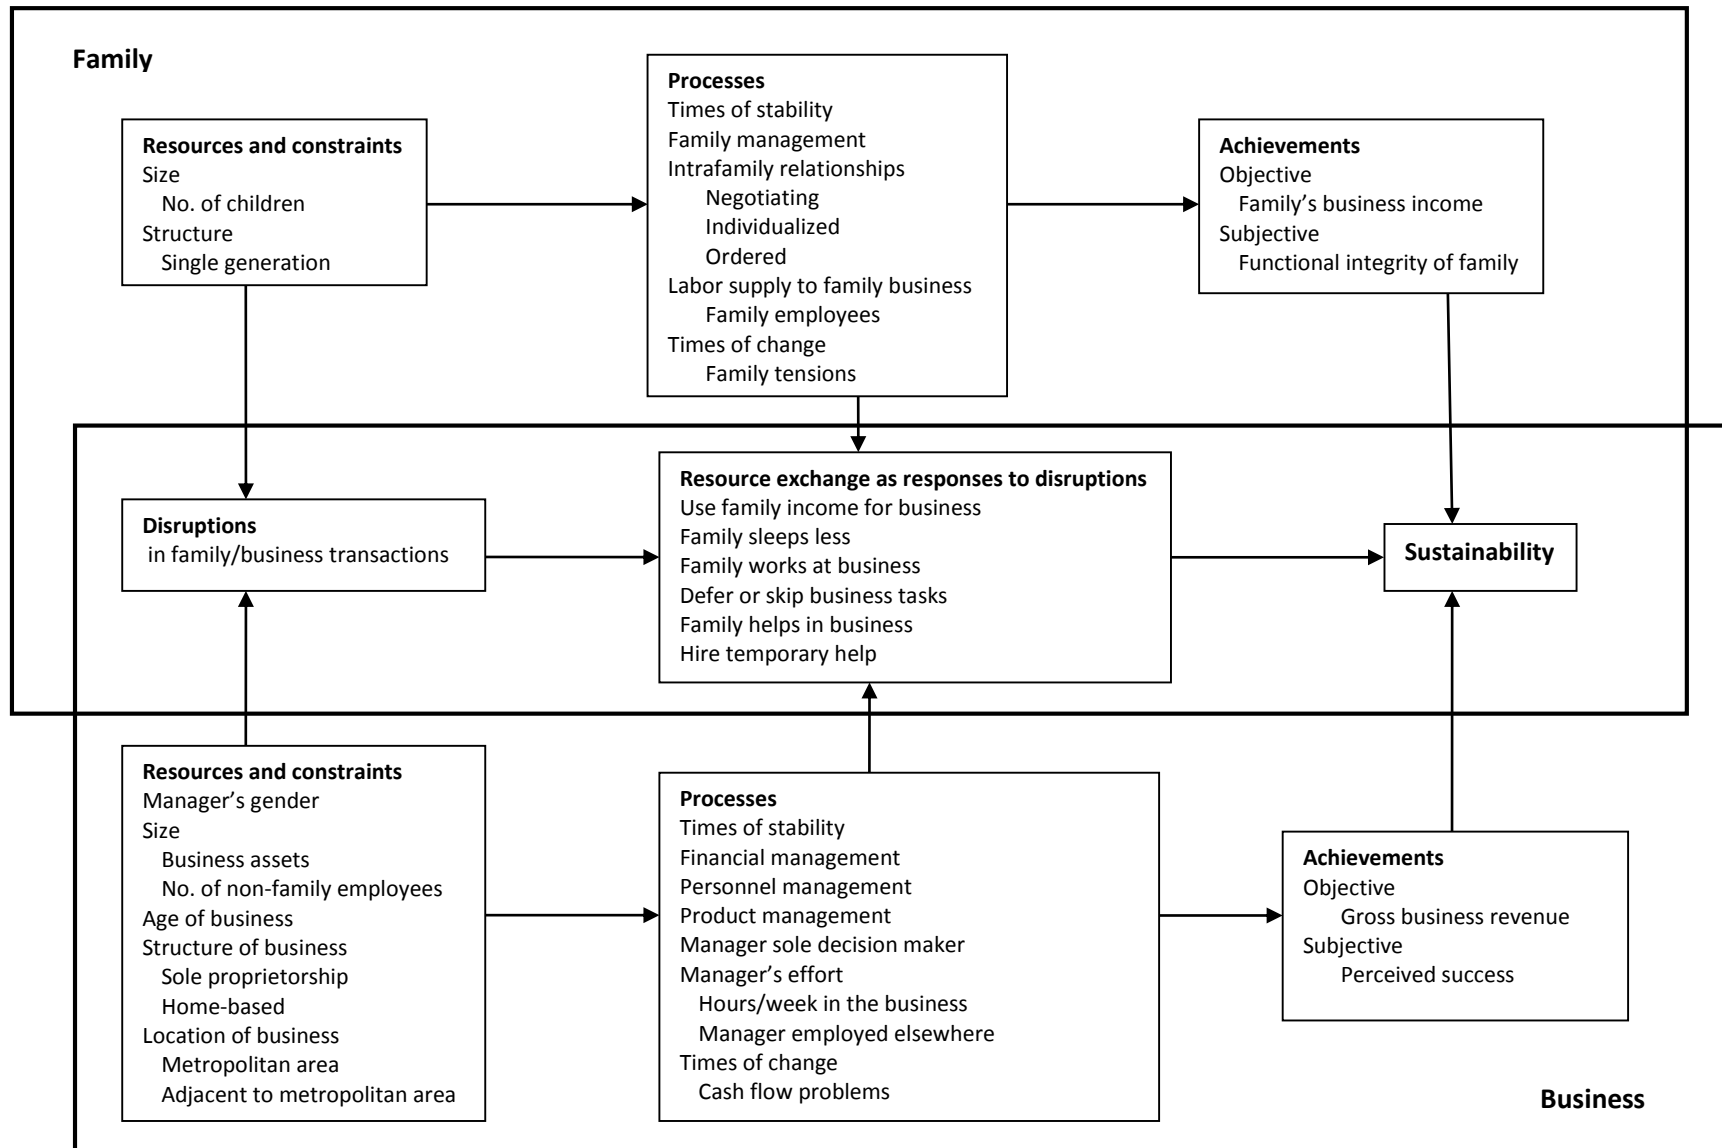 Family
Resources and constraints
Size
No. of children
Structure
Single generation
Processes
Times of stability
Family management
Intrafamily relationships
Negotiating
Individualized
Ordered
Labor supply to family business
Family employees
Times of change
Family tensions
Achievements
Objective
Family’s business income
Subjective
Functional integrity of family
Disruptions
in family/business transactions
Resource exchange as responses to disruptions
Use family income for business
Family sleeps less
Family works at business
Defer or skip business tasks
Family helps in business
Hire temporary help
Sustainability
Resources and constraints
Manager’s gender
Size
Business assets
No. of non-family employees
Age of business
Structure of business
Sole proprietorship
Home-based
Location of business
Metropolitan area
Adjacent to metropolitan area
Processes
Times of stability
Financial management
Personnel management
Product management
Manager sole decision maker
Manager’s effort
Hours/week in the business
Manager employed elsewhere
Times of change
Cash flow problems
Achievements
Objective
Gross business revenue
Subjective
Perceived success
Business